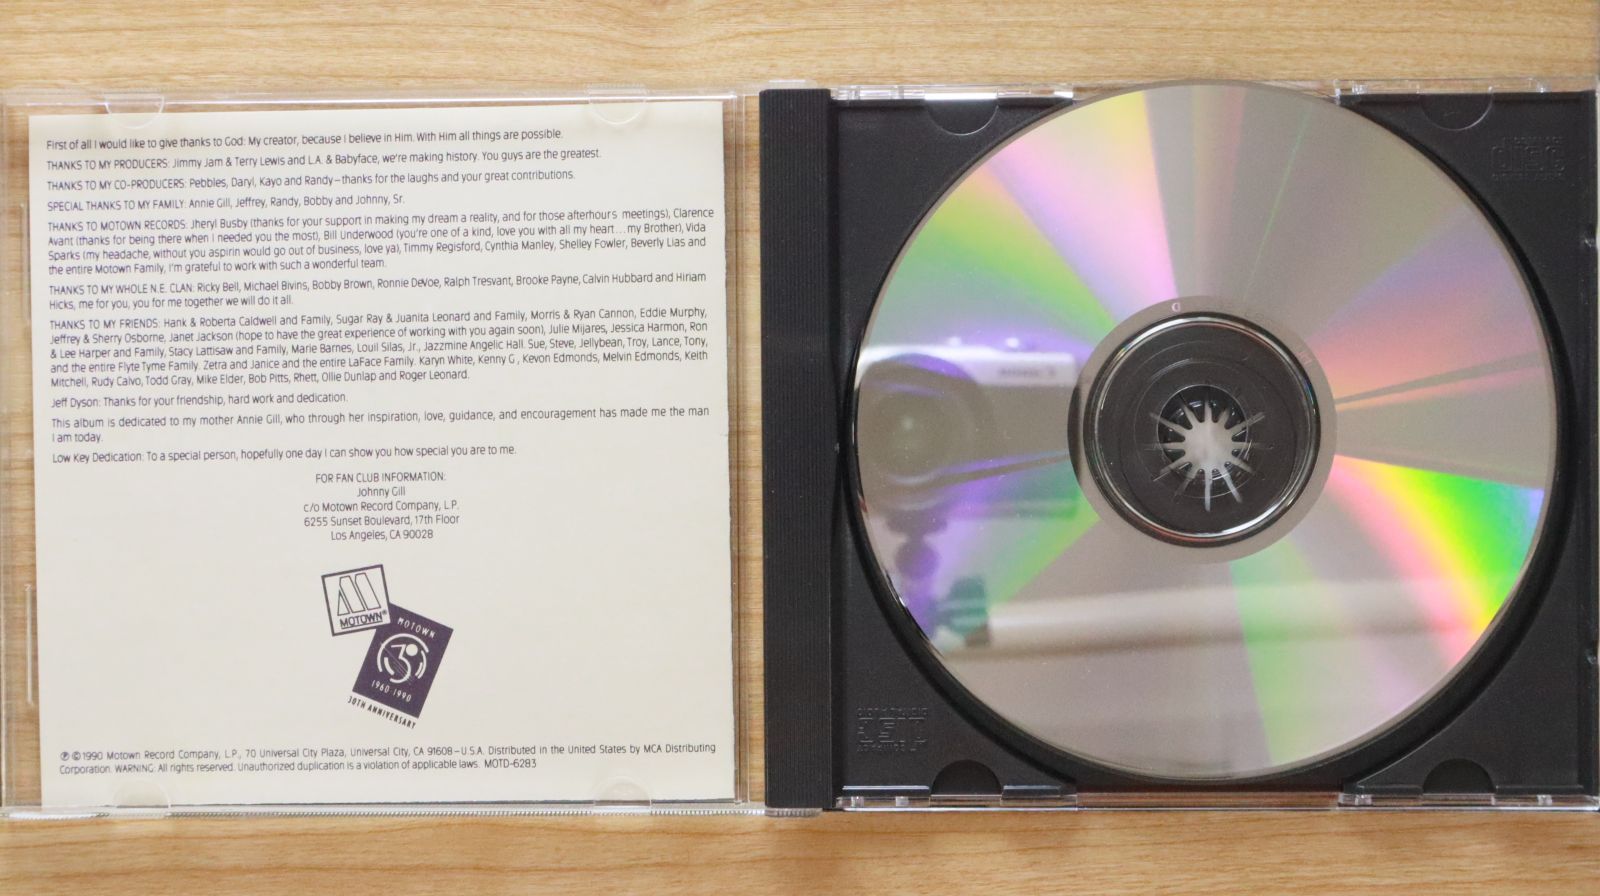 First of all I would like to give thanks to God: My creator, because I believe in Him. With Him all things are possible.
THANKS TO MY PRODUCERS: Jimmy Jam & Terry Lewis and L.A. & Babyface, we're making history. You guys are the greatest.
THANKS TO MY CO-PRODUCERS: Pebbles, Daryl, Kayo and Randy–thanks for the laughs and your great contributions.
SPECIAL THANKS TO MY FAMILY: Annie Gill, Jeffrey, Randy, Bobby and Johnny, Sr.
THANKS TO MOTOWN RECORDS: Jheryl Busby (thanks for your support in making my dream a reality, and for those afterhours meetings), Clarence
Avant (thanks for being there when I needed you the most), Bill Underwood (you're one of a kind, love you with all my heart...my Brother), Vida
Sparks (my headache, without you aspirin would go out of business, love ya), Timmy Regisford, Cynthia Manley, Shelley Fowler, Beverly Lias and
the entire Motown Family, I'm grateful to work with such a wonderful team.
THANKS TO MY WHOLE N.E. CLAN: Ricky Bell, Michael Bivins, Bobby Brown, Ronnie DeVoe, Ralph Tresvant, Brooke Payne, Calvin Hubbard and Hiriam
Hicks, me for you, you for me together we will do it all.
THANKS TO MY FRIENDS: Hank & Roberta Caldwell and Family, Sugar Ray & Juanita Leonard and Family, Morris & Ryan Cannon, Eddie Murphy,
Jeffrey & Sherry Osborne, Janet Jackson (hope to have the great experience of working with you again soon), Julie Mijares, Jessica Harmon, Ron
& Lee Harper and Family, Stacy Lattisaw and Family, Marie Barnes, Louil Silas, Jr., Jazzmine Angelic Hall. Sue, Steve, Jellybean, Troy, Lance, Tony,
and the entire Flyte Tyme Family. Zetra and Janice and the entire LaFace Family. Karyn White, Kenny G., Kevon Edmonds, Melvin Edmonds, Keith
Mitchell, Rudy Calvo, Todd Gray, Mike Elder, Bob Pitts, Rhett, Ollie Dunlap and Roger Leonard.
Jeff Dyson: Thanks for your friendship, hard work and dedication.
This album is dedicated to my mother Annie Gill, who through her inspiration, love, guidance, and encouragement has made me the man
I am today.
Low Key Dedication: To a special person, hopefully one day I can show you how special you are to me.
FOR FAN CLUB INFORMATION:
Johnny Gill
c/o Motown Record Company, L.P.
6255 Sunset Boulevard, 17th Floor
Los Angeles, CA 90028
M
MOTOWN®
MOTOWN
30
1960 1990
30TH ANNIVERSARY
℗ ©1990 Motown Record Company, L.P., 70 Universal City Plaza, Universal City, CA 91608–U.S.A. Distributed in the United States by MCA Distributing
Corporation. WARNING: All rights reserved. Unauthorized duplication is a violation of applicable laws. MOTD-6283
COMPACT
disc
DIGITAL AUDIO